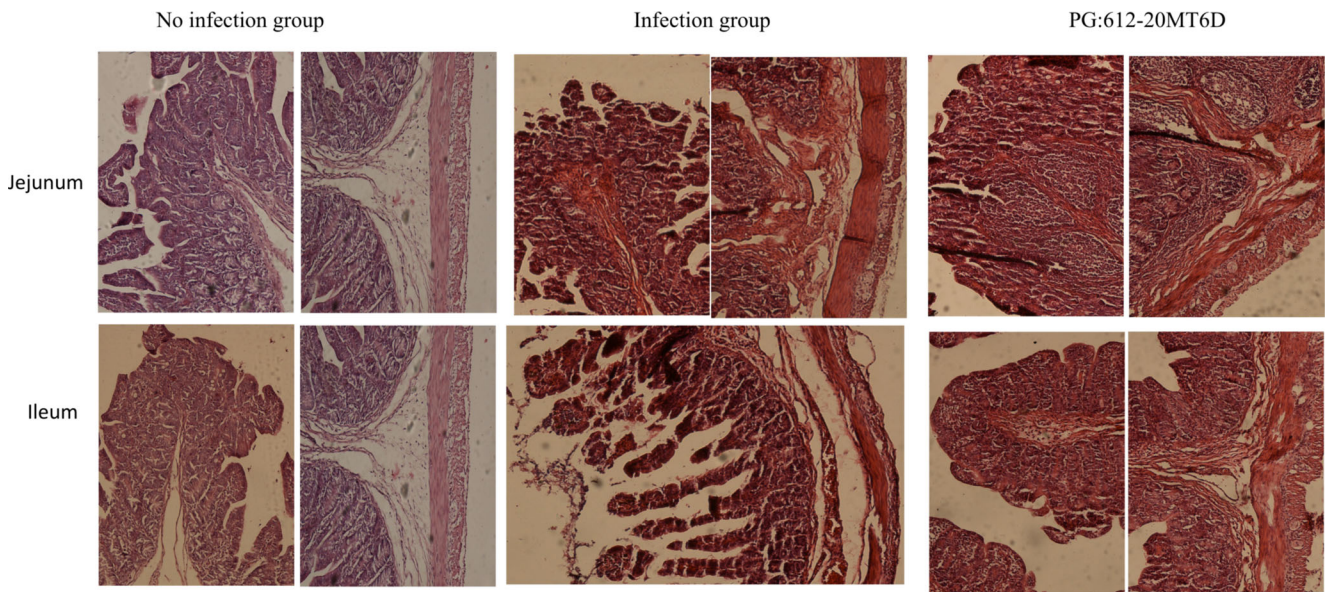 No infection group
Infection group
PG:612-20MT6D
Jejunum
Ileum